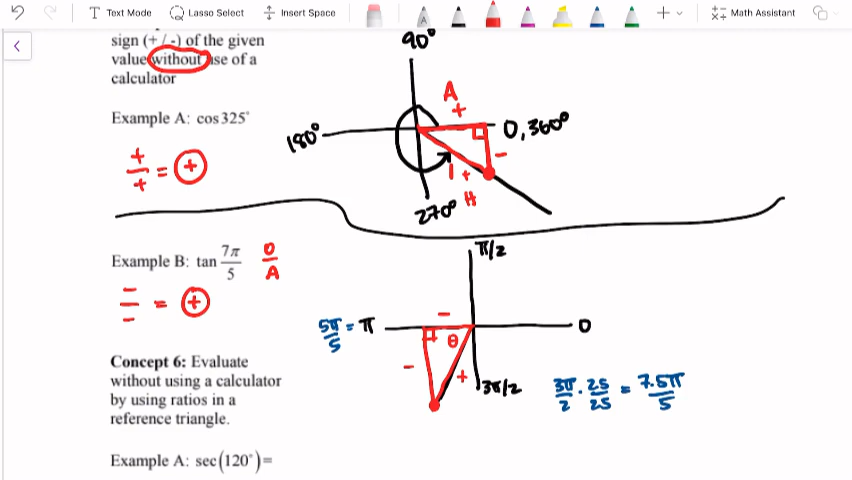 T Text Mode Lasso Select Insert Space Math Assistant
sign (+ / -) of the given
value without use of a
calculator
90°
A
+
Example A: cos 325°
180°
0, 360°
-
+/+ = +
1 +
H
270°
π/2
Example B: tan 7π/5 O/A
-/- = +
-
5π/5 = π
0
θ
-
+
3π/2
3π/2 · 2.5/2.5 = 7.5π/5
Concept 6: Evaluate
without using a calculator
by using ratios in a
reference triangle.
Example A: sec(120°)=